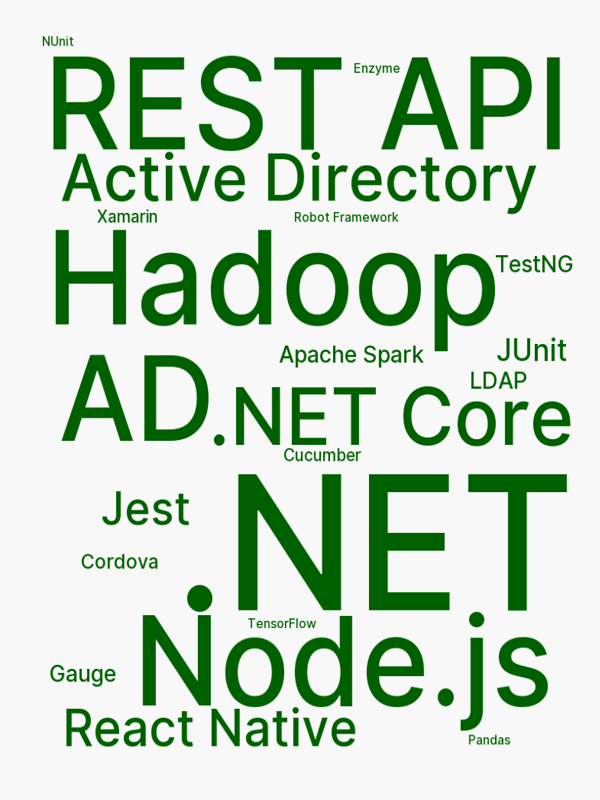 NUnit
Enzyme
REST API
Active Directory
Xamarin
Robot Framework
Hadoop
TestNG
Apache Spark
JUnit
LDAP
AD
.NET Core
Cucumber
.NET
Jest
Cordova
TensorFlow
Node.js
Gauge
React Native
Pandas